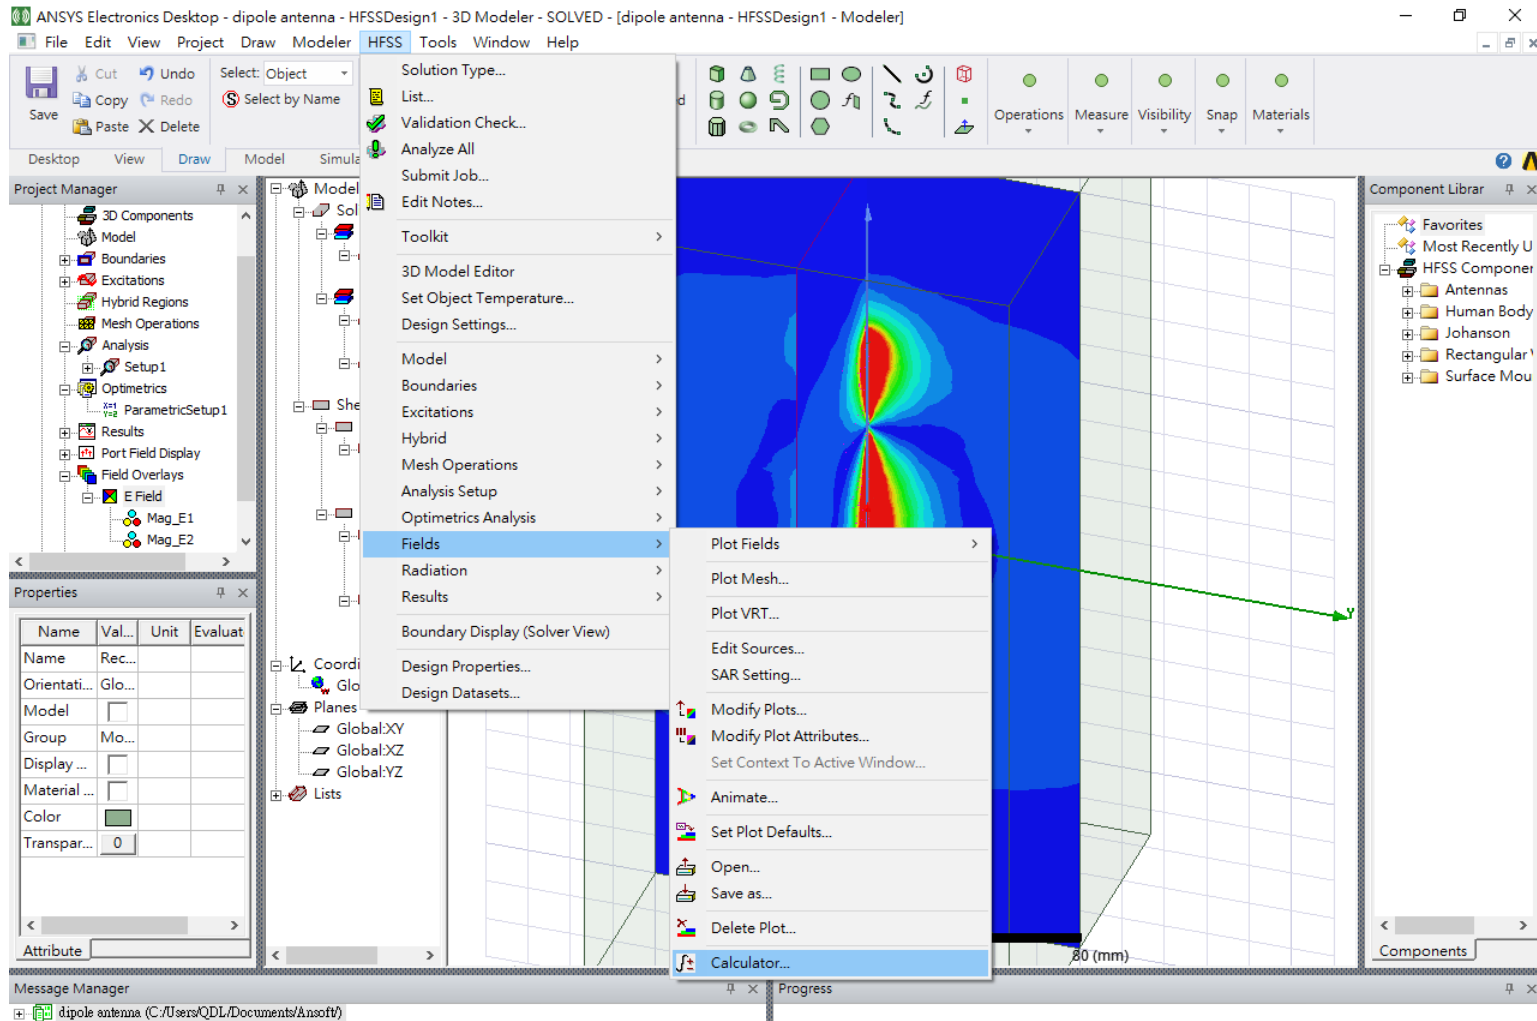 ANSYS Electronics Desktop - dipole antenna - HFSSDesign1 - 3D Modeler - SOLVED - [dipole antenna - HFSSDesign1 - Modeler]
File Edit View Project Draw Modeler HFSS Tools Window Help
Save
Cut Undo
Copy Redo
Paste Delete
Select: Object
Select by Name
Operations Measure Visibility Snap Materials
Desktop View Draw Model Simula
Project Manager
3D Components
Model
Boundaries
Excitations
Hybrid Regions
Mesh Operations
Analysis
Setup1
Optimetrics
ParametricSetup1
Results
Port Field Display
Field Overlays
E Field
Mag_E1
Mag_E2
Properties
Name Val... Unit Evaluat
Name Rec...
Orientati... Glo...
Model
Group Mo...
Display ...
Material ...
Color
Transpar... 0
Attribute
Model
Sol
She
Coordi
Glo
Planes
Global:XY
Global:XZ
Global:YZ
Lists
Solution Type...
List...
Validation Check...
Analyze All
Submit Job...
Edit Notes...
Toolkit
3D Model Editor
Set Object Temperature...
Design Settings...
Model
Boundaries
Excitations
Hybrid
Mesh Operations
Analysis Setup
Optimetrics Analysis
Fields
Radiation
Results
Boundary Display (Solver View)
Design Properties...
Design Datasets...
Plot Fields
Plot Mesh...
Plot VRT...
Edit Sources...
SAR Setting...
Modify Plots...
Modify Plot Attributes...
Set Context To Active Window...
Animate...
Set Plot Defaults...
Open...
Save as...
Delete Plot...
Calculator...
Y
80 (mm)
Component Librar
Favorites
Most Recently U
HFSS Componer
Antennas
Human Body
Johanson
Rectangular
Surface Mou
Components
Message Manager
dipole antenna (C:/Users/QDL/Documents/Ansoft/)
Progress